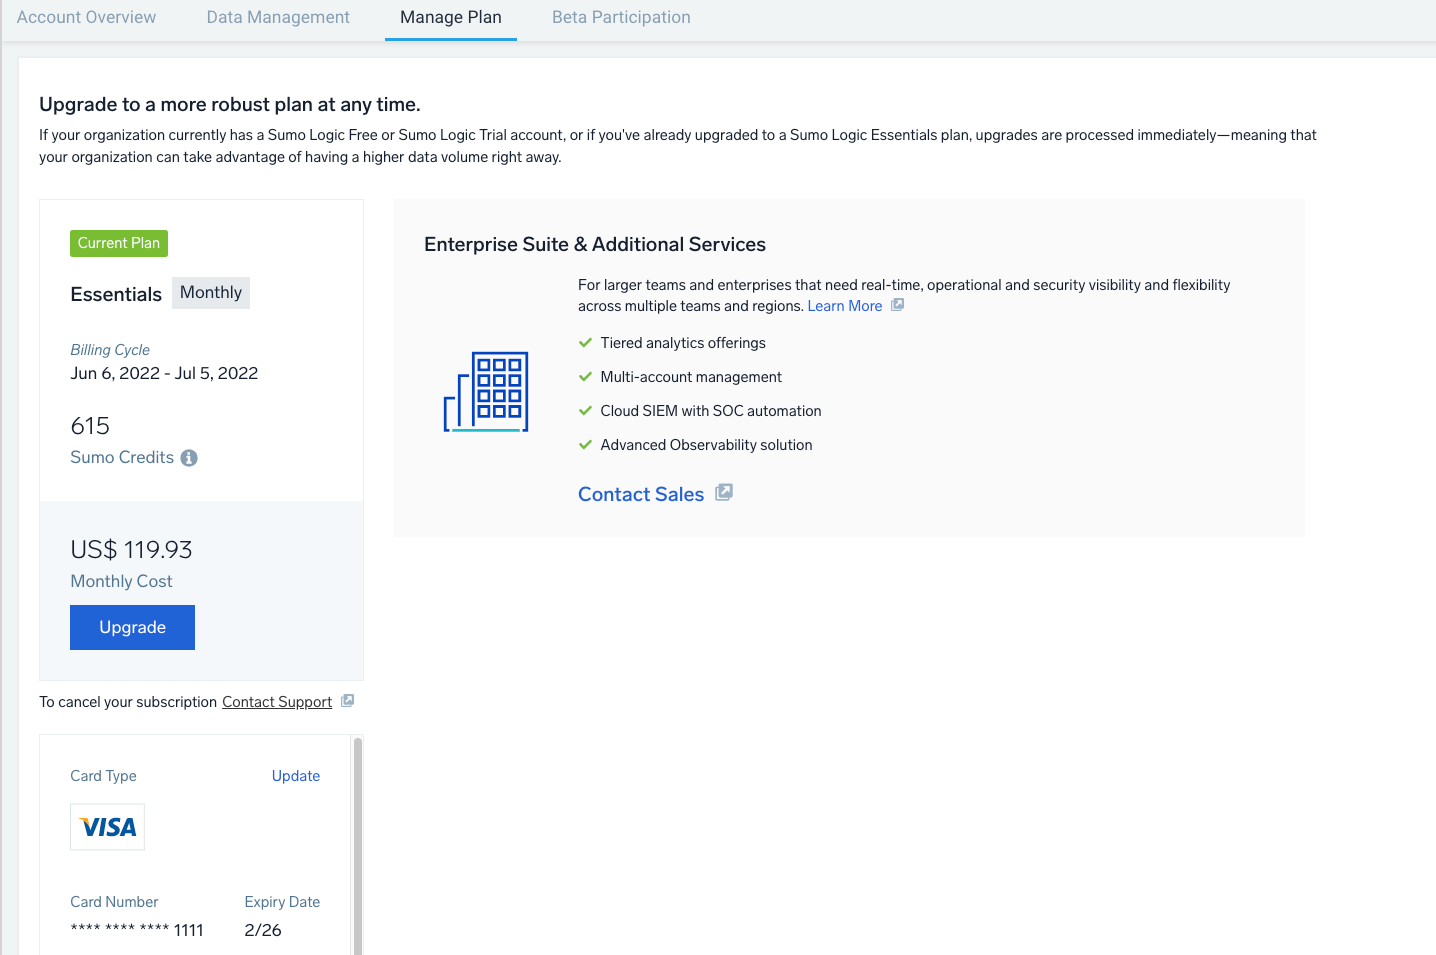 Account Overview
Data Management
Manage Plan
Beta Participation
Upgrade to a more robust plan at any time.
If your organization currently has a Sumo Logic Free or Sumo Logic Trial account, or if you've already upgraded to a Sumo Logic Essentials plan, upgrades are processed immediately—meaning that
your organization can take advantage of having a higher data volume right away.
Current Plan
Essentials Monthly
Billing Cycle
Jun 6, 2022 - Jul 5, 2022
615
Sumo Credits
US$ 119.93
Monthly Cost
Upgrade
To cancel your subscription Contact Support
Enterprise Suite & Additional Services
For larger teams and enterprises that need real-time, operational and security visibility and flexibility
across multiple teams and regions. Learn More
Tiered analytics offerings
Multi-account management
Cloud SIEM with SOC automation
Advanced Observability solution
Contact Sales
Card Type
Update
VISA
Card Number
**** **** **** 1111
Expiry Date
2/26